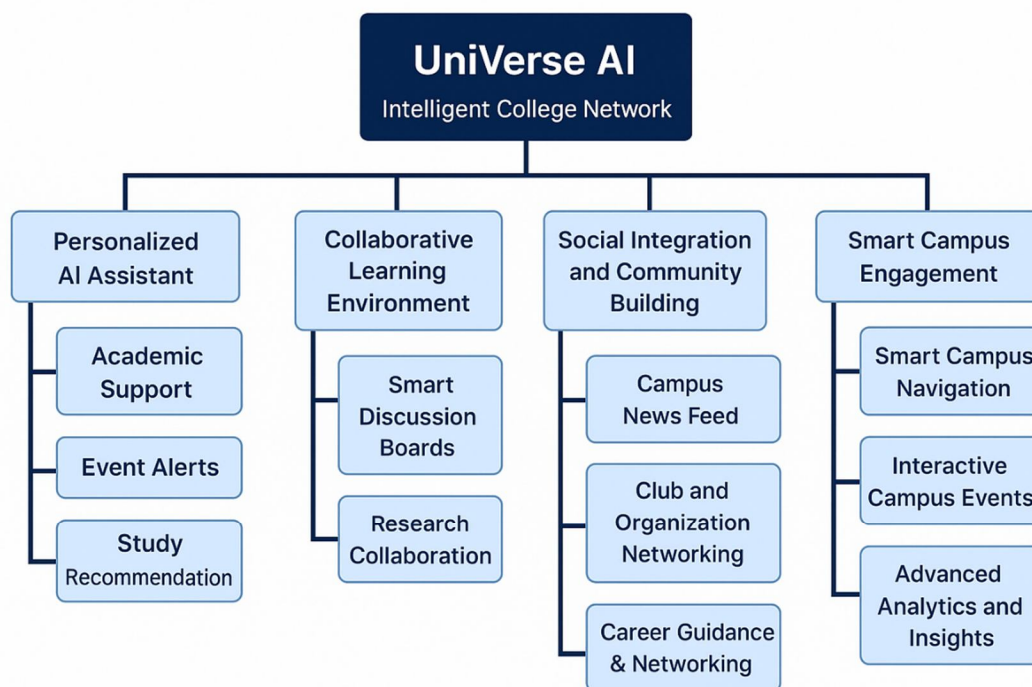 UniVerse AI
Intelligent College Network
Personalized
AI Assistant
Academic
Support
Event Alerts
Study
Recommendation
Collaborative
Learning
Environment
Smart
Discussion
Boards
Research
Collaboration
Social Integration
and Community
Building
Campus
News Feed
Club and
Organization
Networking
Career Guidance
& Networking
Smart Campus
Engagement
Smart Campus
Navigation
Interactive
Campus Events
Advanced
Analytics and
Insights